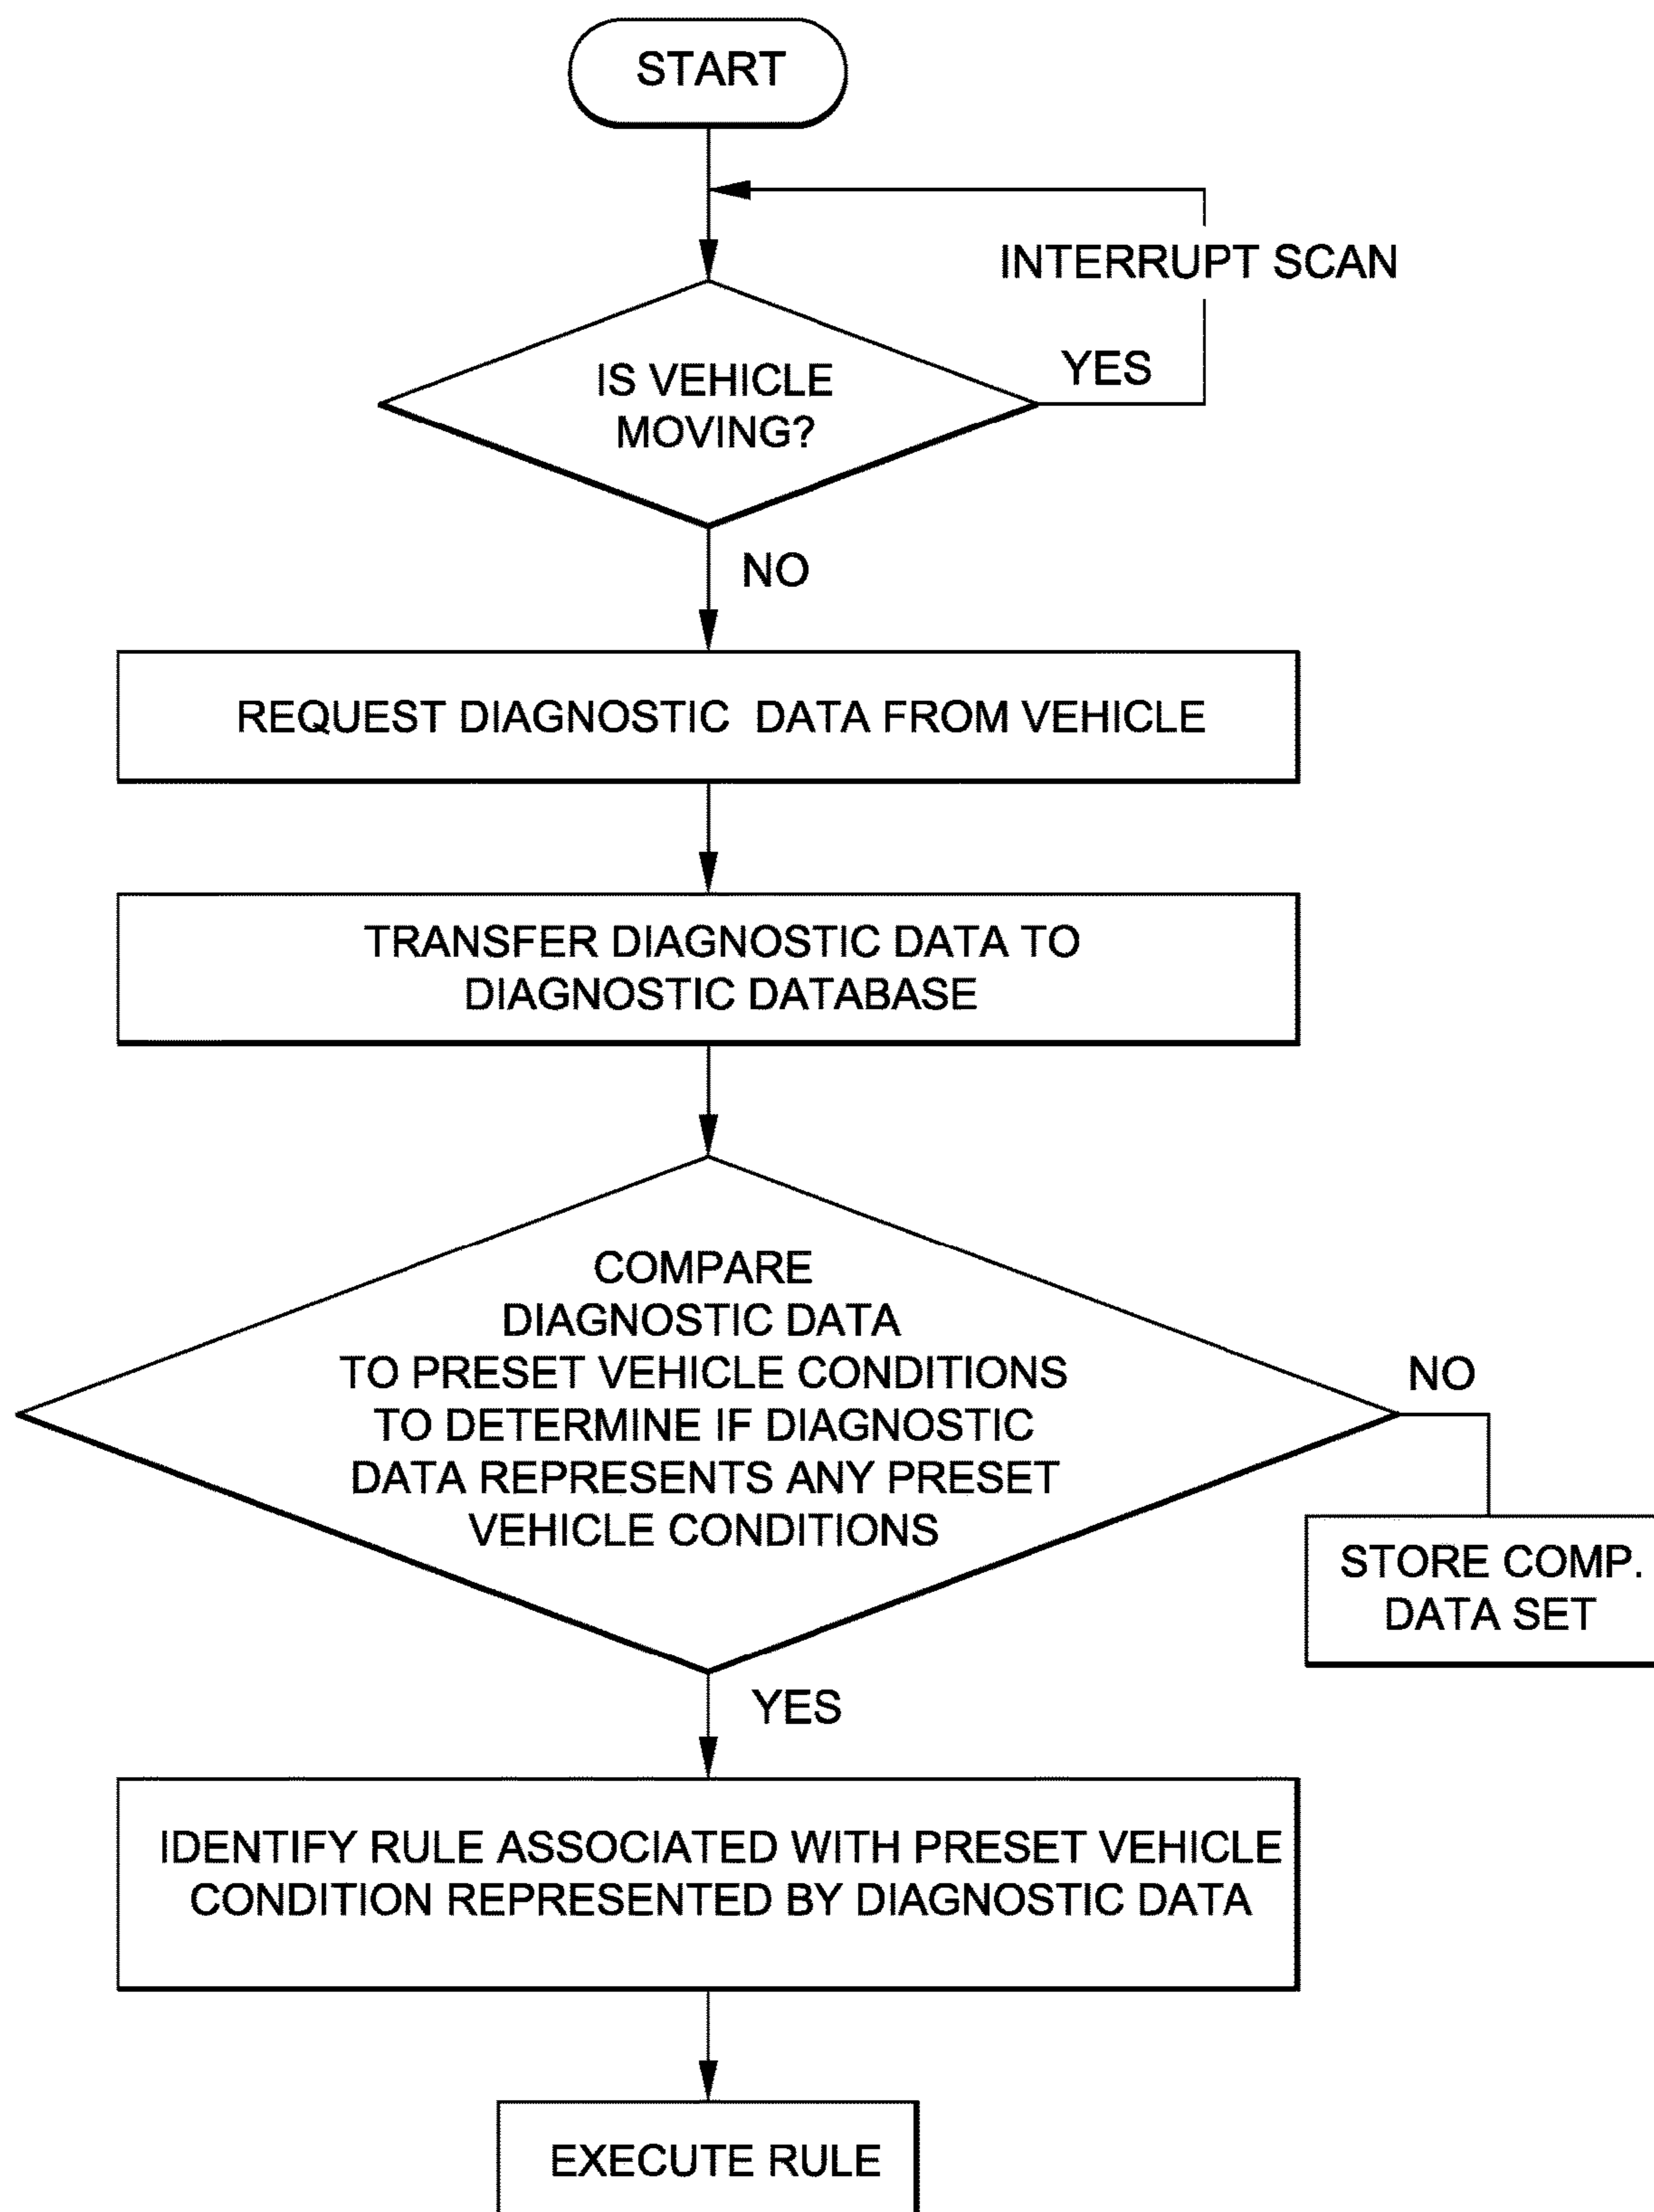 START
INTERRUPT SCAN
YES
IS VEHICLE
MOVING?
NO
REQUEST DIAGNOSTIC DATA FROM VEHICLE
TRANSFER DIAGNOSTIC DATA TO
DIAGNOSTIC DATABASE
COMPARE
DIAGNOSTIC DATA
TO PRESET VEHICLE CONDITIONS
TO DETERMINE IF DIAGNOSTIC
DATA REPRESENTS ANY PRESET
VEHICLE CONDITIONS
NO
STORE COMP.
DATA SET
YES
IDENTIFY RULE ASSOCIATED WITH PRESET VEHICLE
CONDITION REPRESENTED BY DIAGNOSTIC DATA
EXECUTE RULE